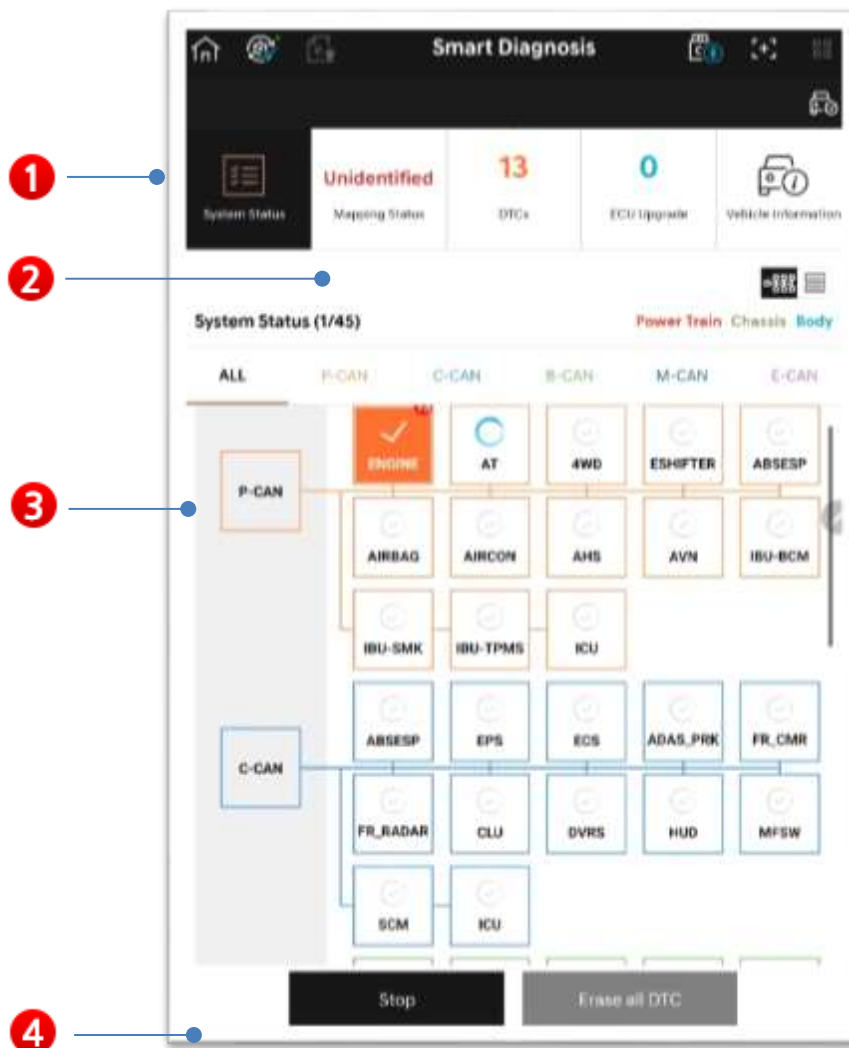 Smart Diagnosis
1
System Status
Unidentified
Mapping Status
13
DTCs
0
ECU Upgrade
Vehicle Information
2
System Status (1/45)
Power Train Chassis Body
ALL P-CAN C-CAN B-CAN M-CAN E-CAN
ENGINE AT 4WD ESHIFTER ABSESP
P-CAN
3
AIRBAG AIRCON AHS AVN IBU-BCM
IBU-SMK IBU-TPMS ICU
ABSESP EPS ECS ADAS_PRK FR_CMR
C-CAN
FR_RADAR CLU DVRS HUD MFSW
SCM ICU
Stop Erase all DTC
4